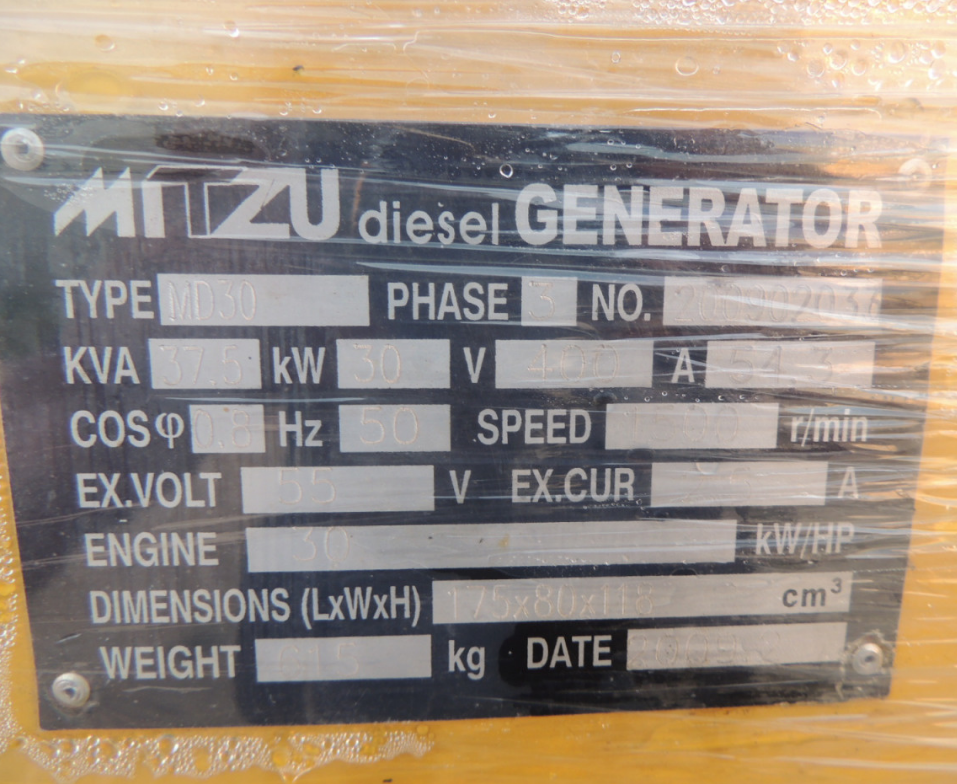 MITZU diesel GENERATOR
TYPE MD30 PHASE 3 NO.
KVA 37.5 kW 30 V 400 A 54.3
COSφ 0.8 Hz 50 SPEED r/min
EX.VOLT 55 V EX.CUR A
ENGINE 30 kW/HP
DIMENSIONS (LxWxH) 175x80x118 cm³
WEIGHT 615 kg DATE